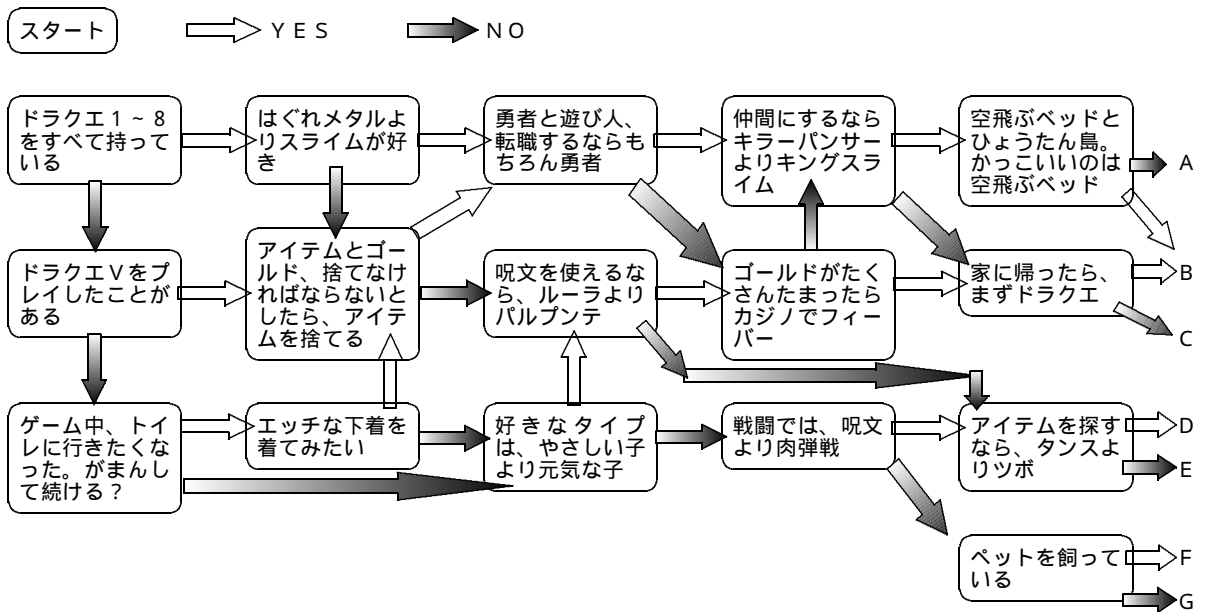 スタート
ＹＥＳ
ＮＯ
ドラクエ１～８
をすべて持って
いる
はぐれメタルよ
りスライムが好
き
勇者と遊び人、
転職するならも
ちろん勇者
仲間にするなら
キラーパンサー
よりキングスラ
イム
空飛ぶベッドと
ひょうたん島。
かっこいいのは
空飛ぶベッド
A
ドラクエＶをプ
レイしたことが
ある
アイテムとゴー
ルド、捨てなけ
ればならないと
したら、アイテ
ムを捨てる
呪文を使えるな
ら、ルーラより
パルプンテ
ゴールドがたく
さんたまったら
カジノでフィー
バー
家に帰ったら、
まずドラクエ
B
C
ゲーム中、トイ
レに行きたくな
った。がまんし
て続ける？
エッチな下着を
着てみたい
好きなタイプ
は、やさしい子
より元気な子
戦闘では、呪文
より肉弾戦
アイテムを探す
なら、タンスよ
りツボ
D
E
ペットを飼って
いる
F
G